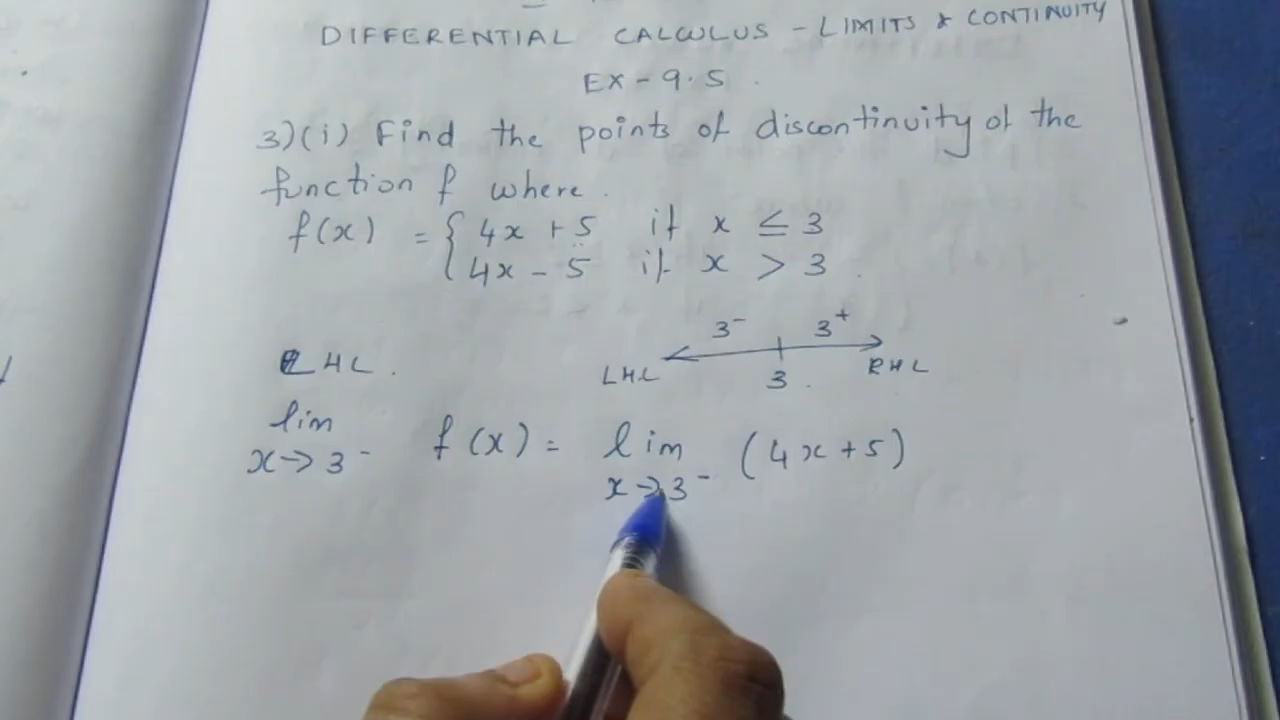 DIFFERENTIAL CALCULUS - LIMITS & CONTINUITY
EX - 9.5
3)(i) Find the points of discontinuity of the
function f where.
f(x) = { 4x + 5 if x ≤ 3
4x - 5 if x > 3
3⁻ 3⁺
LHL.
LHL 3 RHL
lim x→3⁻ f(x) = lim x→3⁻ (4x+5)